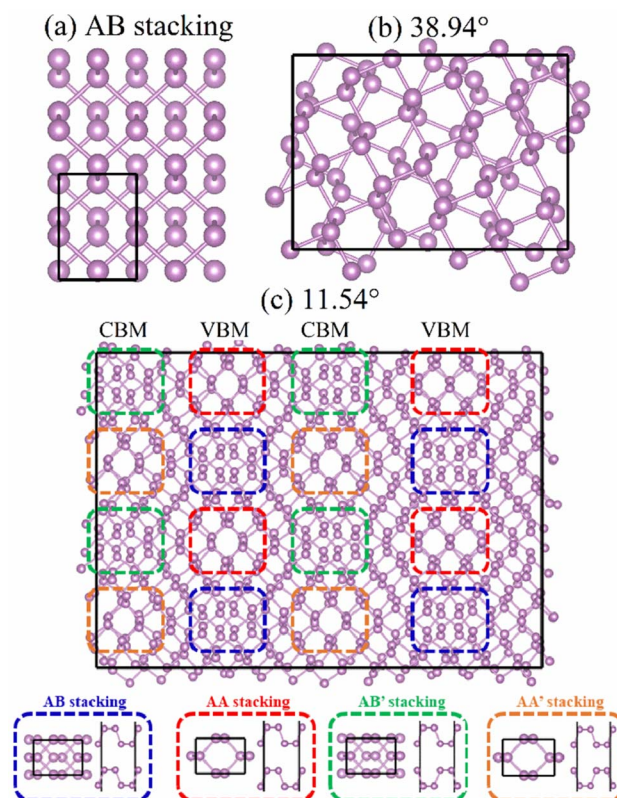 (a) AB stacking
(b) 38.94°
(c) 11.54°
CBM VBM CBM VBM
AB stacking AA stacking AB' stacking AA' stacking